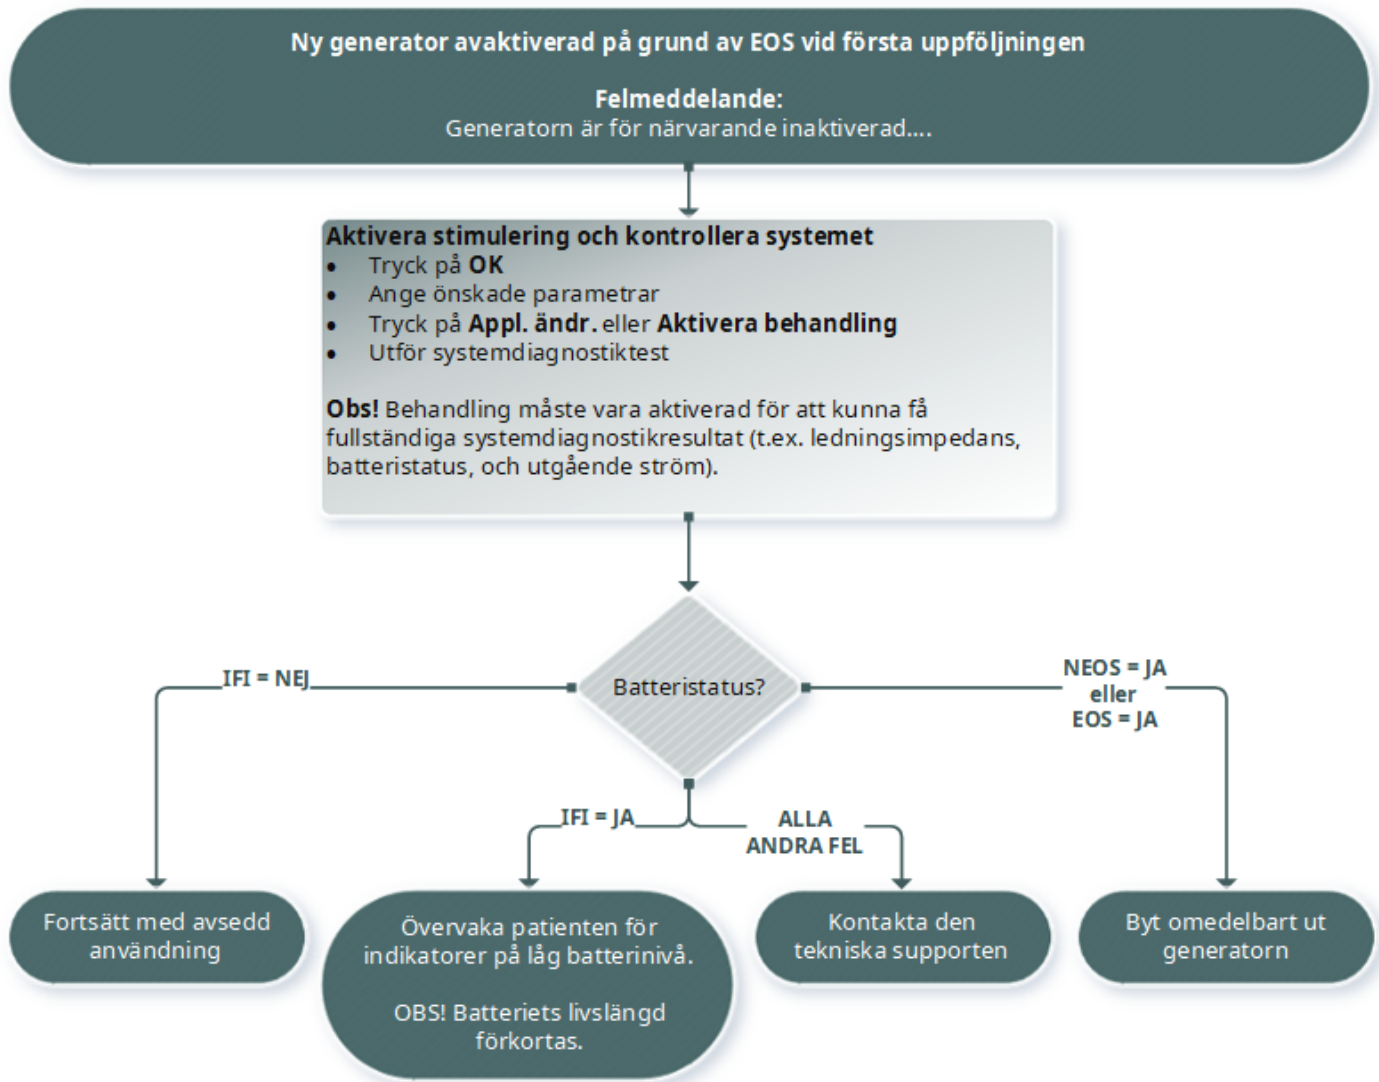 Ny generator avaktiverad på grund av EOS vid första uppföljningen
Felmeddelande:
Generatorn är för närvarande inaktiverad....
Aktivera stimulering och kontrollera systemet
• Tryck på OK
• Ange önskade parametrar
• Tryck på Appl. ändr. eller Aktivera behandling
• Utför systemdiagnostiktest
Obs! Behandling måste vara aktiverad för att kunna få
fullständiga systemdiagnostikresultat (t.ex. ledningsimpedans,
batteristatus, och utgående ström).
Batteristatus?
IFI = NEJ
NEOS = JA
eller
EOS = JA
IFI = JA
ALLA
ANDRA FEL
Fortsätt med avsedd
användning
Övervaka patienten för
indikatorer på låg batterinivå.
OBS! Batteriets livslängd
förkortas.
Kontakta den
tekniska supporten
Byt omedelbart ut
generatorn